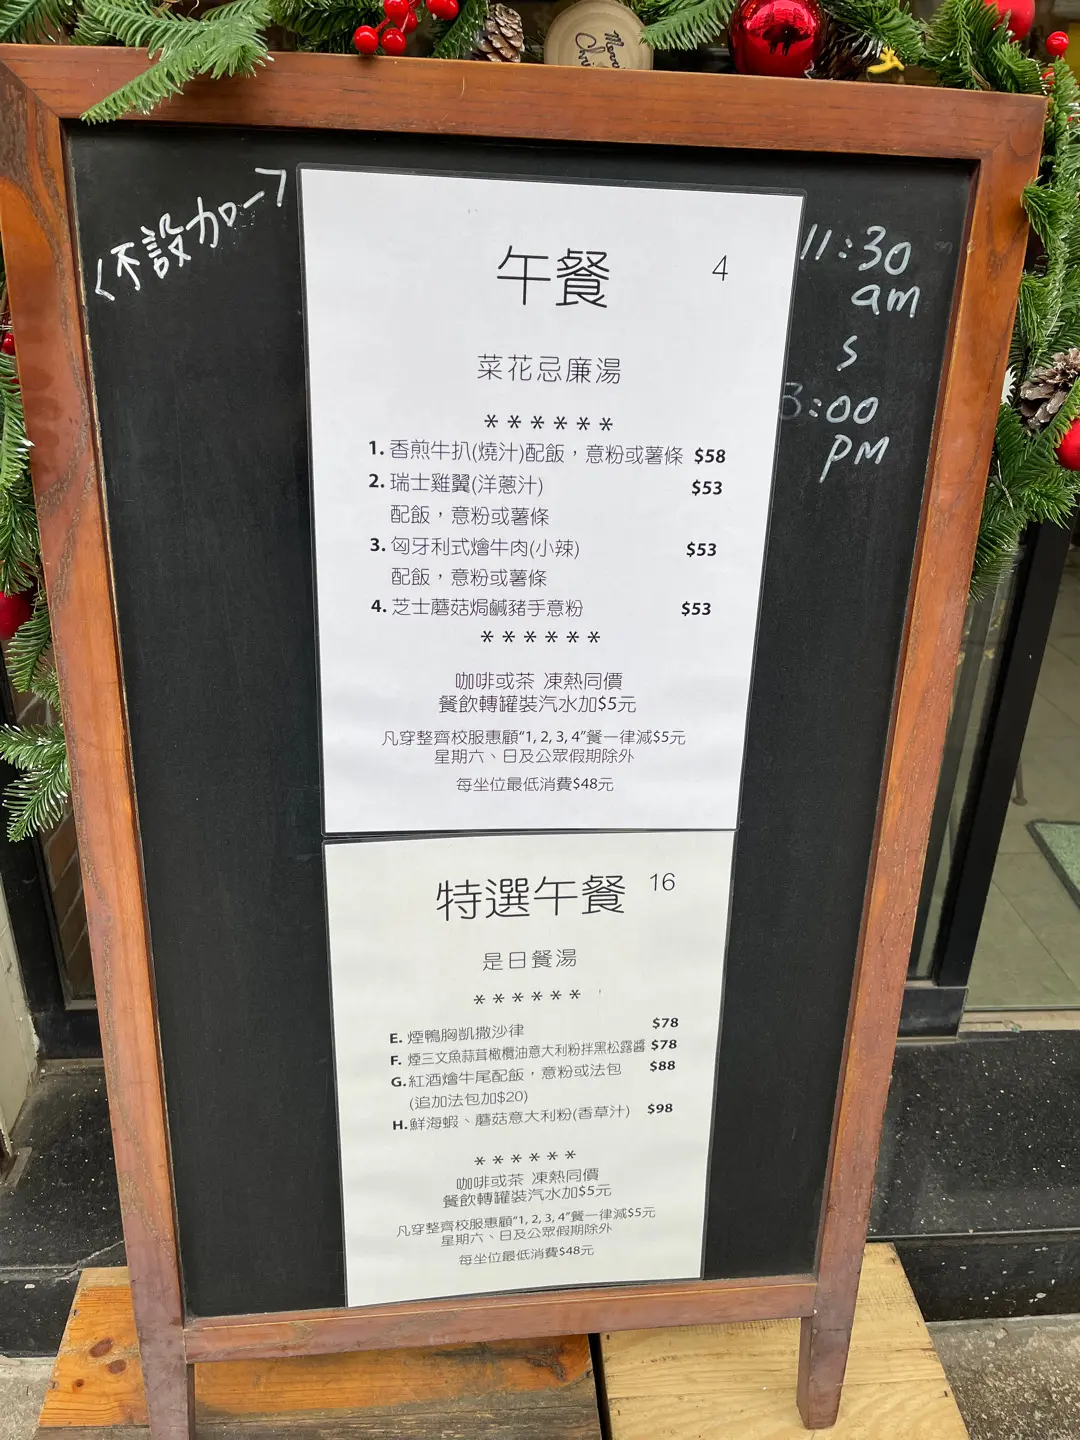 Merry
〈不設加一〉
11:30
am
s
3:00
pm
午餐 4
菜花忌廉湯
******
1. 香煎牛扒(燒汁)配飯，意粉或薯條 $58
2. 瑞士雞翼(洋蔥汁) $53
配飯，意粉或薯條
3. 匈牙利式燴牛肉(小辣) $53
配飯，意粉或薯條
4. 芝士蘑菇焗鹹豬手意粉 $53
******
咖啡或茶 凍熱同價
餐飲轉罐裝汽水加$5元
凡穿整齊校服惠顧"1, 2, 3, 4"餐一律減$5元
星期六、日及公眾假期除外
每坐位最低消費$48元
特選午餐 16
是日餐湯
******
E. 煙鴨胸凱撒沙律 $78
F. 煙三文魚蒜茸橄欖油意大利粉拌黑松露醬 $78
G. 紅酒燴牛尾配飯，意粉或法包 $88
(追加法包加$20)
H. 鮮海蝦、蘑菇意大利粉(香草汁) $98
******
咖啡或茶 凍熱同價
餐飲轉罐裝汽水加$5元
凡穿整齊校服惠顧"1, 2, 3, 4"餐一律減$5元
星期六、日及公眾假期除外
每坐位最低消費$48元